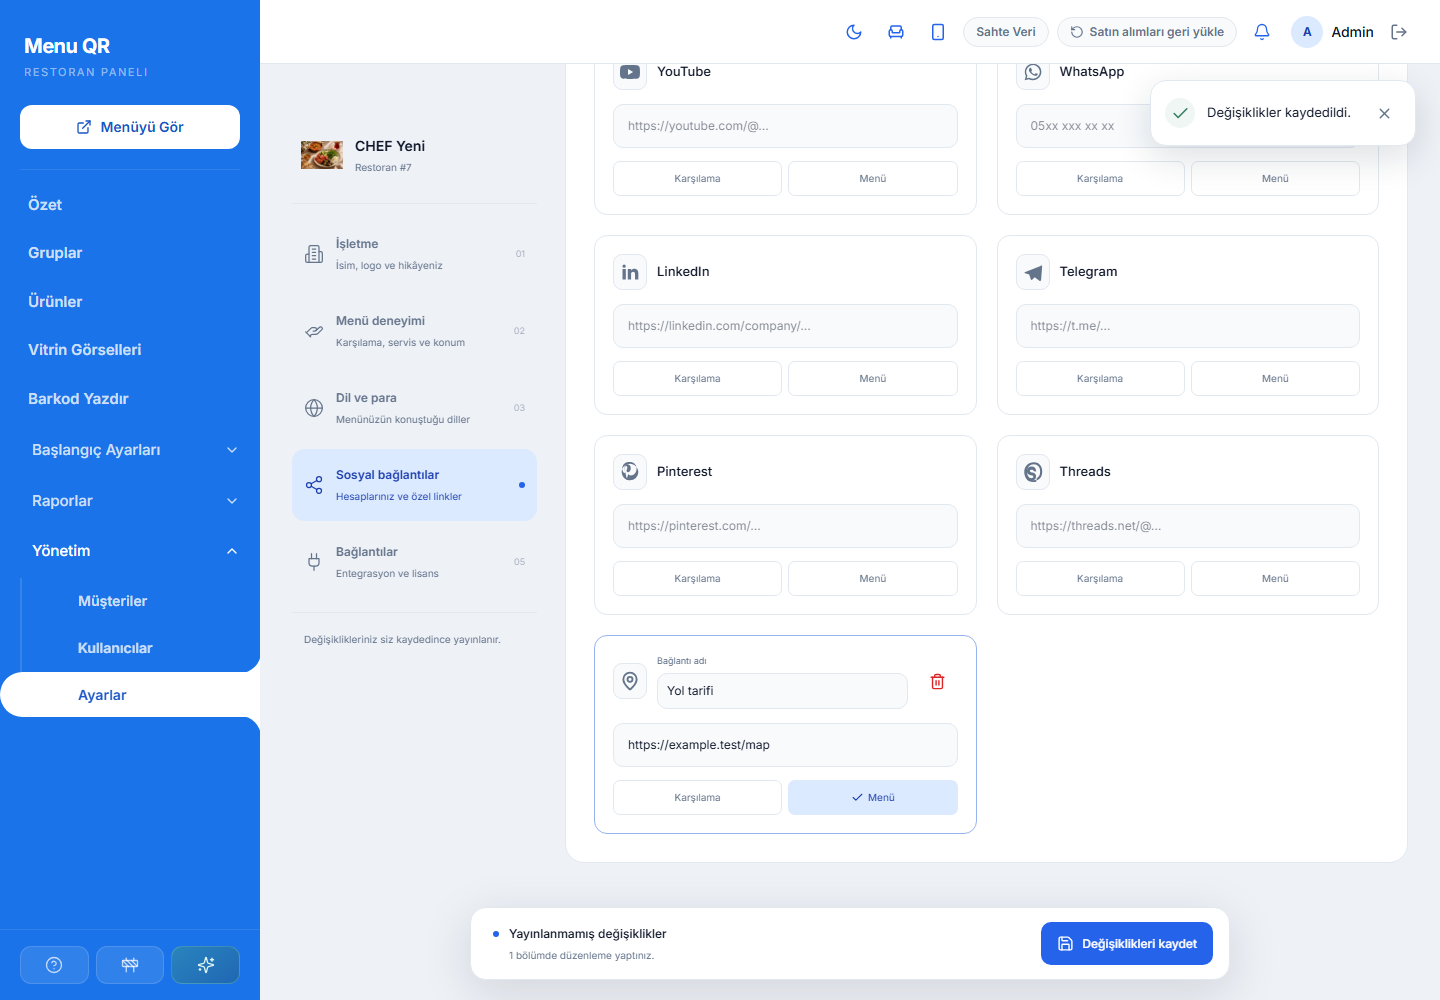 Menu QR
RESTORAN PANELİ
Menüyü Gör
Özet
Gruplar
Ürünler
Vitrin Görselleri
Barkod Yazdır
Başlangıç Ayarları
Raporlar
Yönetim
Müşteriler
Kullanıcılar
Ayarlar
Sahte Veri
Satın alımları geri yükle
A
Admin
Değişiklikler kaydedildi.
CHEF Yeni
Restoran #7
İşletme
İsim, logo ve hikâyeniz
01
Menü deneyimi
Karşılama, servis ve konum
02
Dil ve para
Menünüzün konuştuğu diller
03
Sosyal bağlantılar
Hesaplarınız ve özel linkler
Bağlantılar
Entegrasyon ve lisans
05
Değişiklikleriniz siz kaydedince yayınlanır.
YouTube
https://youtube.com/@...
Karşılama
Menü
WhatsApp
05xx xxx xx xx
Karşılama
Menü
LinkedIn
https://linkedin.com/company/...
Karşılama
Menü
Telegram
https://t.me/...
Karşılama
Menü
Pinterest
https://pinterest.com/...
Karşılama
Menü
Threads
https://threads.net/@...
Karşılama
Menü
Bağlantı adı
Yol tarifi
https://example.test/map
Karşılama
Menü
Yayınlanmamış değişiklikler
1 bölümde düzenleme yaptınız.
Değişiklikleri kaydet